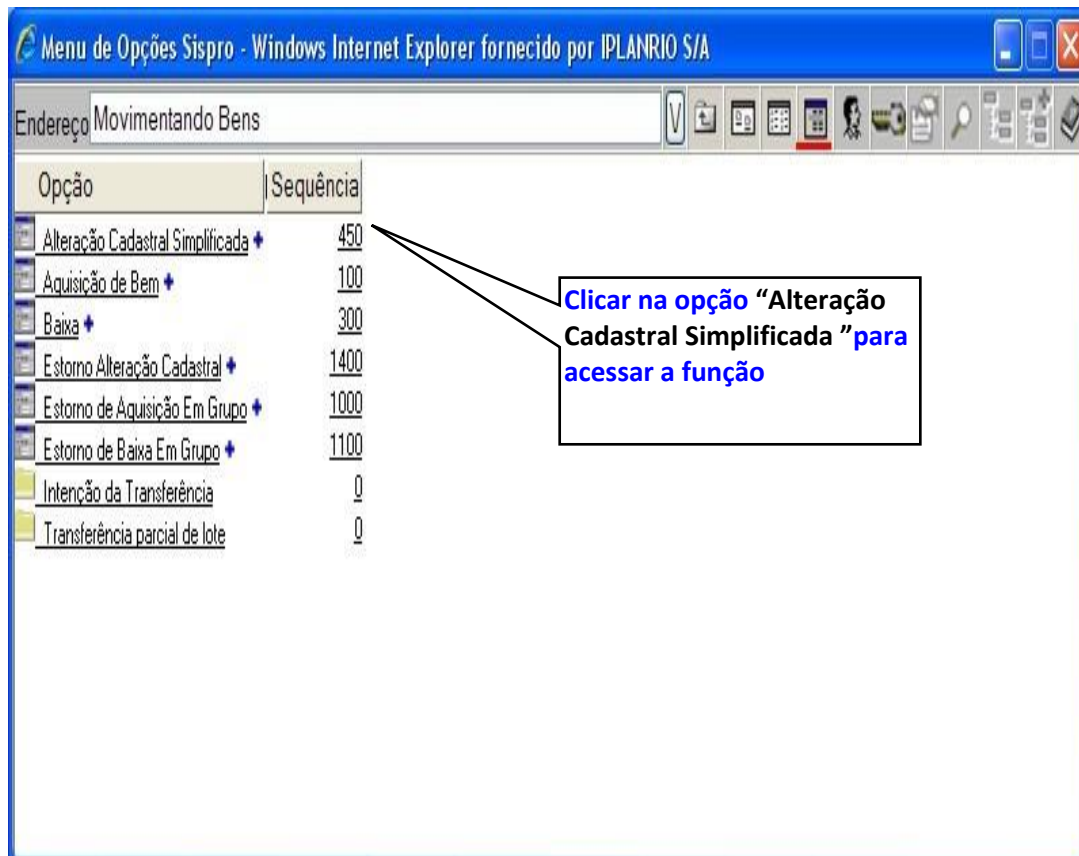 Menu de Opções Sispro - Windows Internet Explorer fornecido por IPLANRIO S/A
Endereço Movimentando Bens V
Opção Sequência
Alteração Cadastral Simplificada 450
Aquisição de Bem 100
Baixa 300
Estorno Alteração Cadastral 1400
Estorno de Aquisição Em Grupo 1000
Estorno de Baixa Em Grupo 1100
Intenção da Transferência 0
Transferência parcial de lote 0
Clicar na opção “Alteração
Cadastral Simplificada ”para
acessar a função